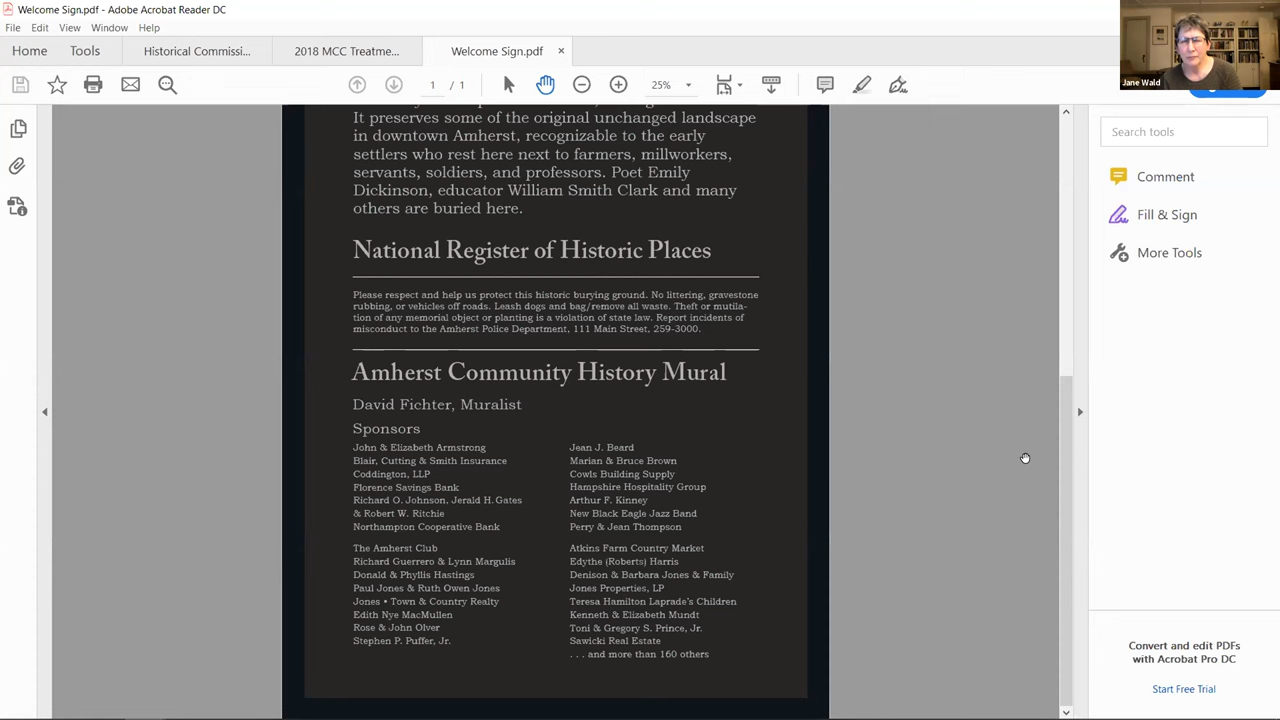 Welcome Sign.pdf - Adobe Acrobat Reader DC
File Edit View Window Help
Home Tools Historical Commissi... 2018 MCC Treatme... Welcome Sign.pdf ×
1 / 1 25%
Jane Wald
It preserves some of the original unchanged landscape
in downtown Amherst, recognizable to the early
settlers who rest here next to farmers, millworkers,
servants, soldiers, and professors. Poet Emily
Dickinson, educator William Smith Clark and many
others are buried here.
National Register of Historic Places
Please respect and help us protect this historic burying ground. No littering, gravestone
rubbing, or vehicles off roads. Leash dogs and bag/remove all waste. Theft or mutila-
tion of any memorial object or planting is a violation of state law. Report incidents of
misconduct to the Amherst Police Department, 111 Main Street, 259-3000.
Amherst Community History Mural
David Fichter, Muralist
Sponsors
John & Elizabeth Armstrong
Blair, Cutting & Smith Insurance
Coddington, LLP
Florence Savings Bank
Richard O. Johnson, Jerald H. Gates
& Robert W. Ritchie
Northampton Cooperative Bank
The Amherst Club
Richard Guerrero & Lynn Margulis
Donald & Phyllis Hastings
Paul Jones & Ruth Owen Jones
Jones • Town & Country Realty
Edith Nye MacMullen
Rose & John Olver
Stephen P. Puffer, Jr.
Jean J. Beard
Marian & Bruce Brown
Cowls Building Supply
Hampshire Hospitality Group
Arthur F. Kinney
New Black Eagle Jazz Band
Perry & Jean Thompson
Atkins Farm Country Market
Edythe (Roberts) Harris
Denison & Barbara Jones & Family
Jones Properties, LP
Teresa Hamilton Laprade's Children
Kenneth & Elizabeth Mundt
Toni & Gregory S. Prince, Jr.
Sawicki Real Estate
. . . and more than 160 others
Search tools
Comment
Fill & Sign
More Tools
Convert and edit PDFs
with Acrobat Pro DC
Start Free Trial